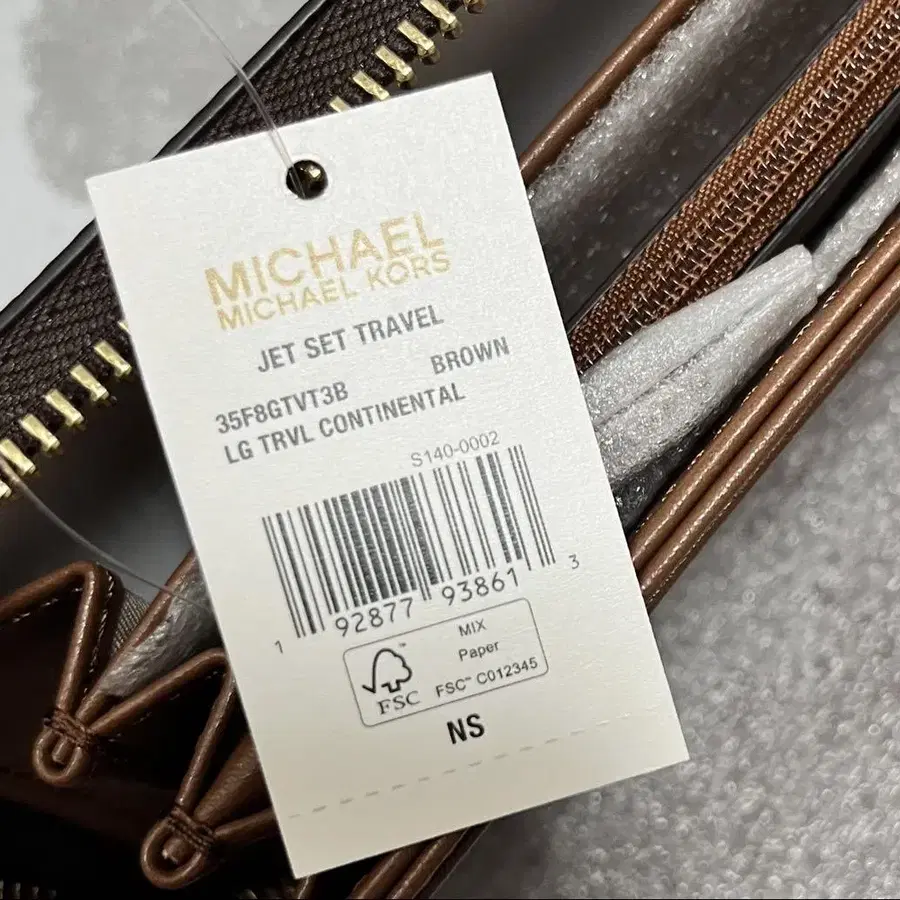 MICHAEL
MICHAEL KORS
JET SET TRAVEL
35F8GTVT3B BROWN
LG TRVL CONTINENTAL
S140-0002
1 92877 93861 3
FSC™
MIX
Paper
FSC™ C012345
NS